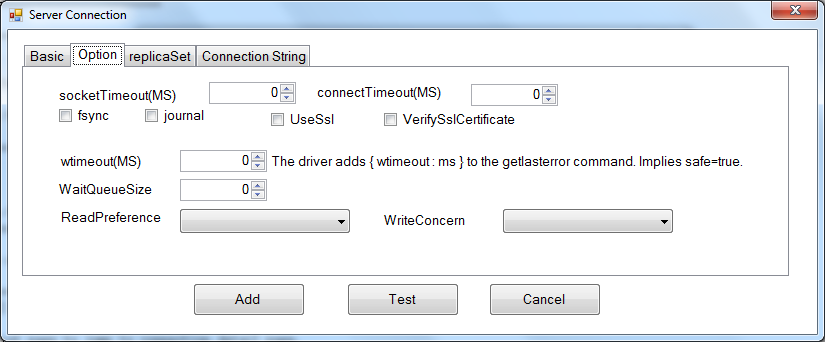 Server Connection
Basic Option replicaSet Connection String
socketTimeout(MS) 0 connectTimeout(MS) 0
fsync journal UseSsl VerifySslCertificate
wtimeout(MS) 0 The driver adds { wtimeout : ms } to the getlasterror command. Implies safe=true.
WaitQueueSize 0
ReadPreference WriteConcern
Add Test Cancel